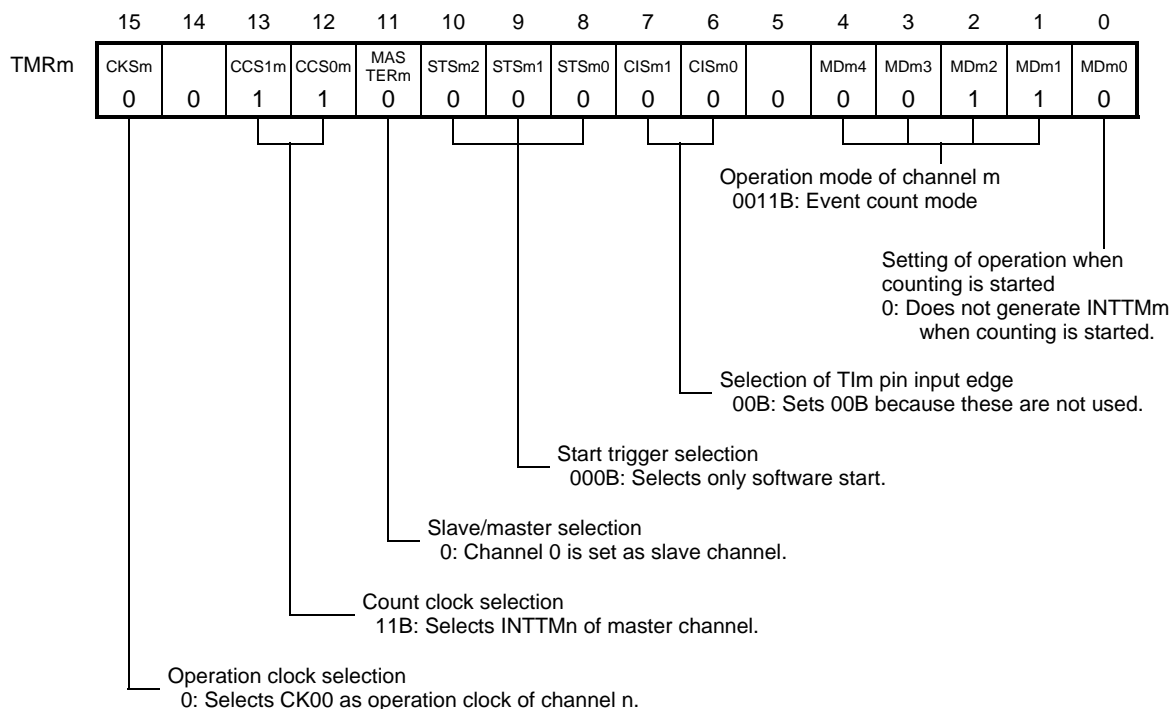 15 14 13 12 11 10 9 8 7 6 5 4 3 2 1 0
TMRm CKSm CCS1m CCS0m MAS TERm STSm2 STSm1 STSm0 CISm1 CISm0 MDm4 MDm3 MDm2 MDm1 MDm0
0 0 1 1 0 0 0 0 0 0 0 0 0 1 1 0
Operation mode of channel m
0011B: Event count mode
Setting of operation when
counting is started
0: Does not generate INTTMm
when counting is started.
Selection of TIm pin input edge
00B: Sets 00B because these are not used.
Start trigger selection
000B: Selects only software start.
Slave/master selection
0: Channel 0 is set as slave channel.
Count clock selection
11B: Selects INTTMn of master channel.
Operation clock selection
0: Selects CK00 as operation clock of channel n.